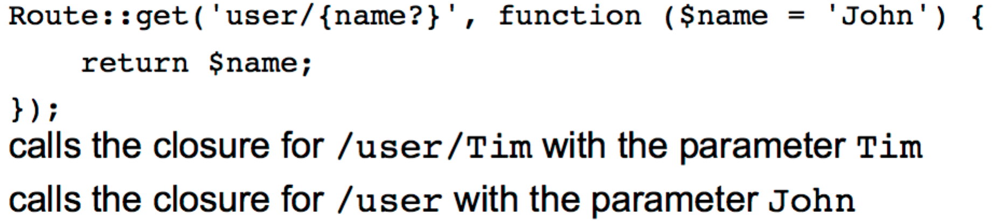 Route::get('user/{name?}', function ($name = 'John') {
    return $name;
});
calls the closure for /user/Tim with the parameter Tim
calls the closure for /user with the parameter John